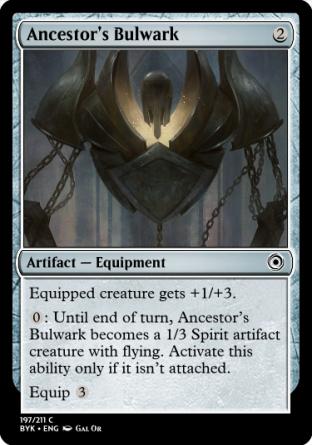 Ancestor's Bulwark 2
Artifact — Equipment
Equipped creature gets +1/+3.
0: Until end of turn, Ancestor's
Bulwark becomes a 1/3 Spirit artifact
creature with flying. Activate this
ability only if it isn't attached.
Equip 3
197/211 C
BYK • ENG Gal Or